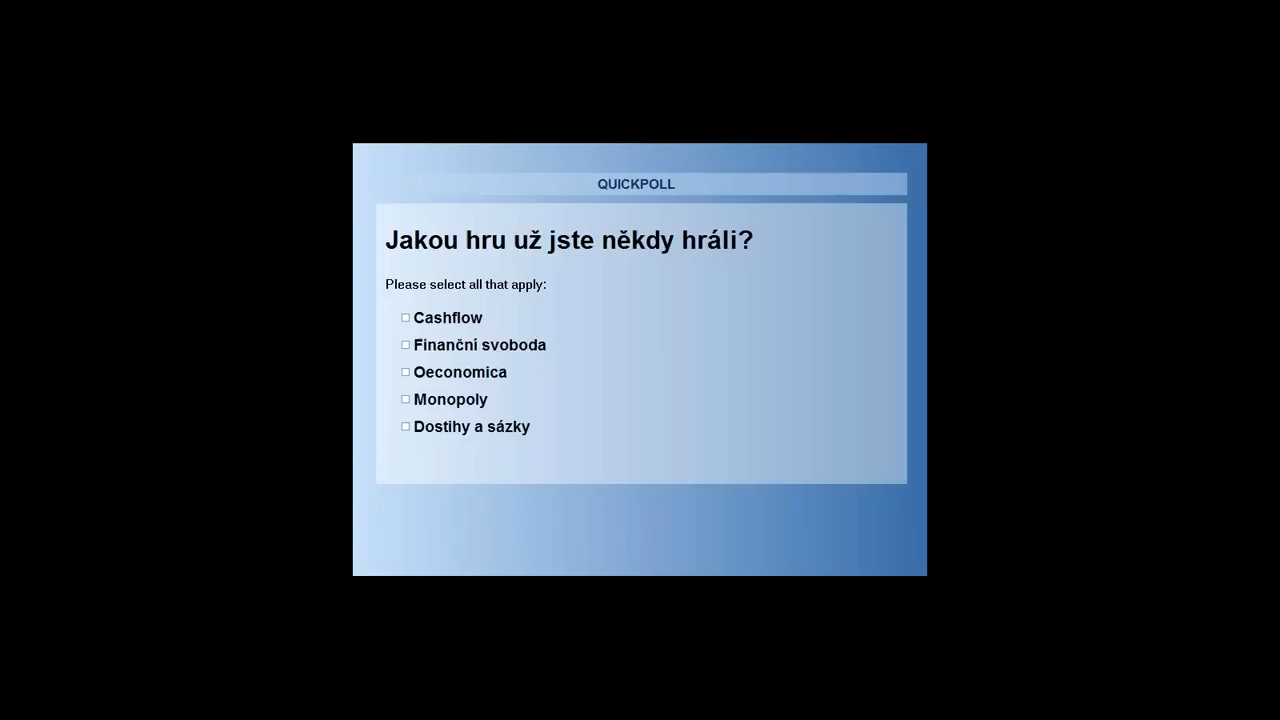 QUICKPOLL
Jakou hru už jste někdy hráli?
Please select all that apply:
Cashflow
Finanční svoboda
Oeconomica
Monopoly
Dostihy a sázky